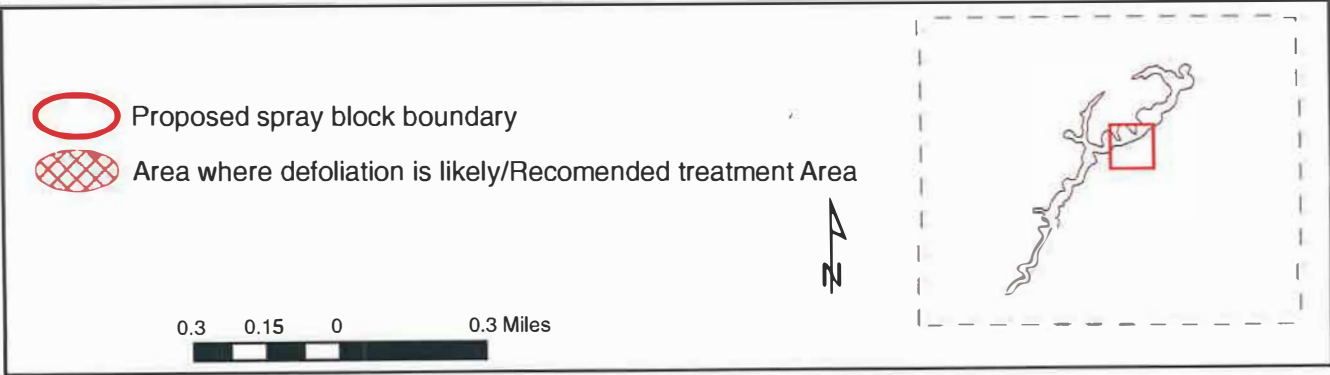 Proposed spray block boundary
Area where defoliation is likely/Recomended treatment Area
N
0.3 0.15 0 0.3 Miles